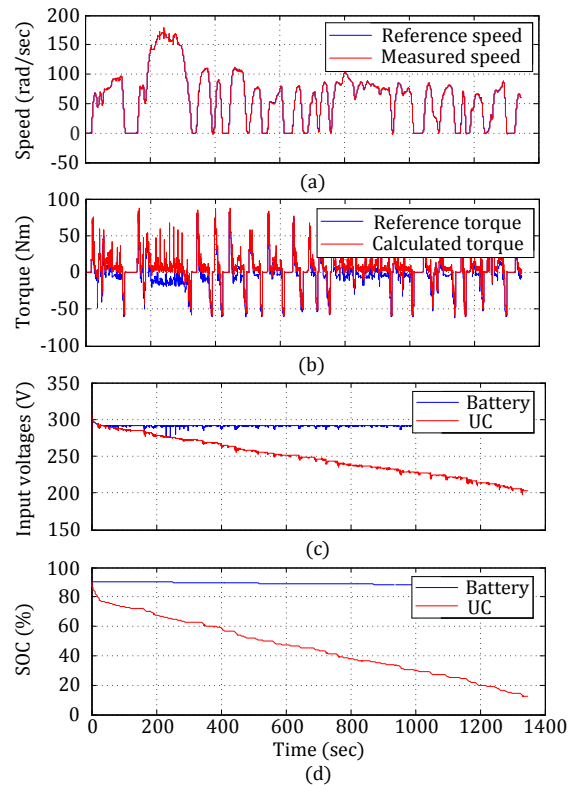 200
150
100
50
0
-50
Speed (rad/sec)
Reference speed
Measured speed
(a)
100
50
0
-50
-100
Torque (Nm)
Reference torque
Calculated torque
(b)
350
300
250
200
150
Input voltages (V)
Battery
UC
(c)
100
80
60
40
20
0
SOC (%)
Battery
UC
0 200 400 600 800 1000 1200 1400
Time (sec)
(d)